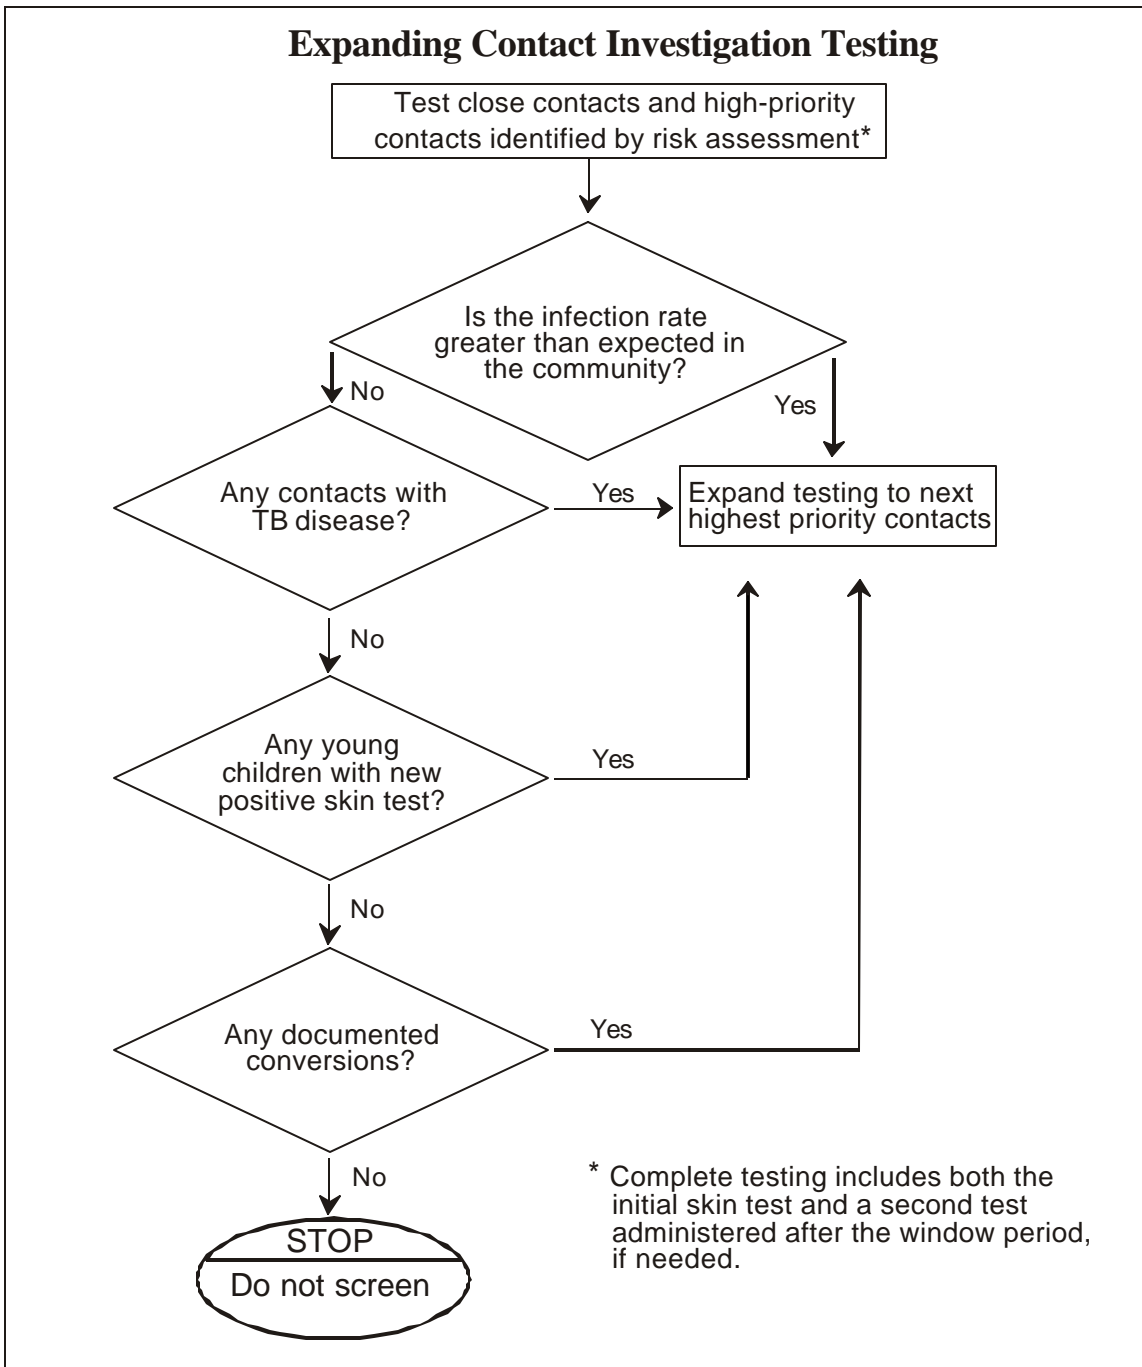 Expanding Contact Investigation Testing
Test close contacts and high-priority
contacts identified by risk assessment*
Is the infection rate
greater than expected in
the community?
No
Yes
Any contacts with
TB disease?
Yes
Expand testing to next
highest priority contacts
No
Any young
children with new
positive skin test?
Yes
No
Any documented
conversions?
Yes
No
STOP
Do not screen
* Complete testing includes both the
initial skin test and a second test
administered after the window period,
if needed.